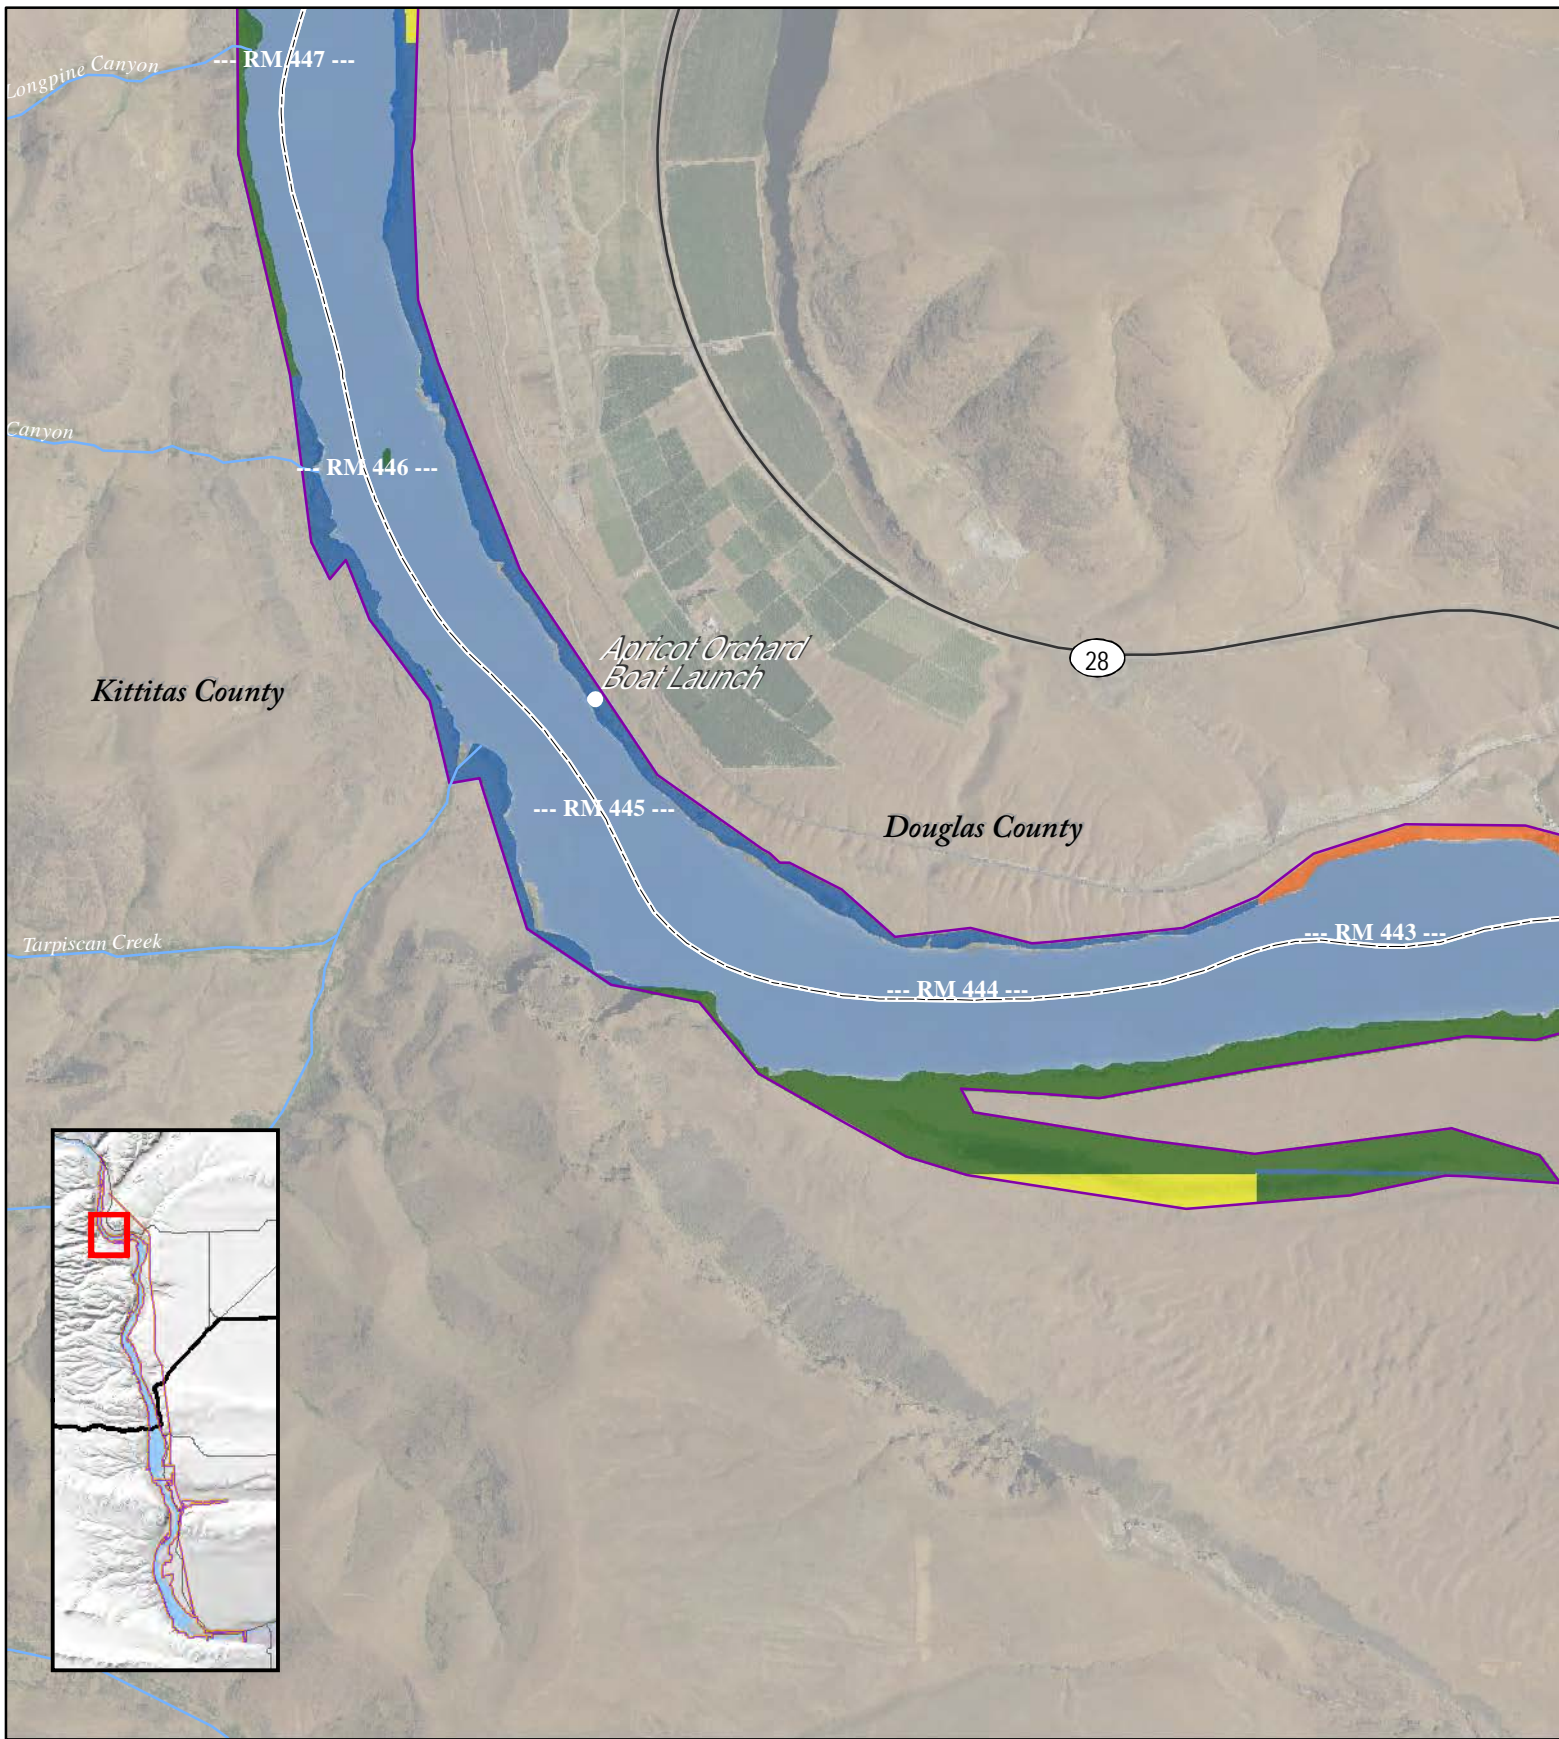 --- RM 447 ---
Longpine Canyon
Canyon
--- RM 446 ---
Apricot Orchard
Boat Launch
28
Kittitas County
--- RM 445 ---
Douglas County
--- RM 443 ---
Tarpiscan Creek
--- RM 444 ---